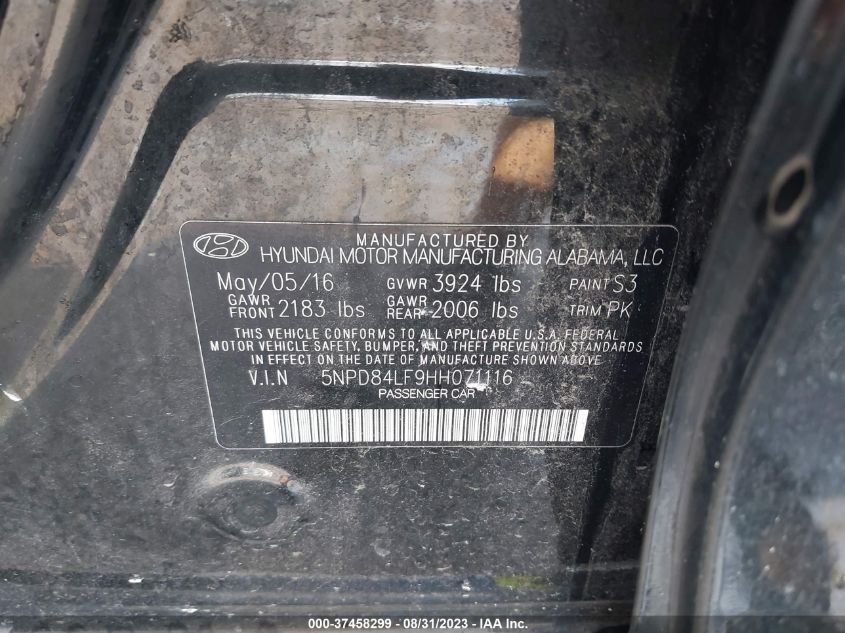 MANUFACTURED BY
HYUNDAI MOTOR MANUFACTURING ALABAMA, LLC
May/05/16 GVWR 3924 lbs PAINT S3
GAWR FRONT 2183 lbs GAWR REAR 2006 lbs TRIM PK
THIS VEHICLE CONFORMS TO ALL APPLICABLE U.S.A. FEDERAL
MOTOR VEHICLE SAFETY, BUMPER, AND THEFT PREVENTION STANDARDS
IN EFFECT ON THE DATE OF MANUFACTURE SHOWN ABOVE.
V.I.N 5NPD84LF9HH071116
PASSENGER CAR
000-37458299 - 08/31/2023 - IAA Inc.